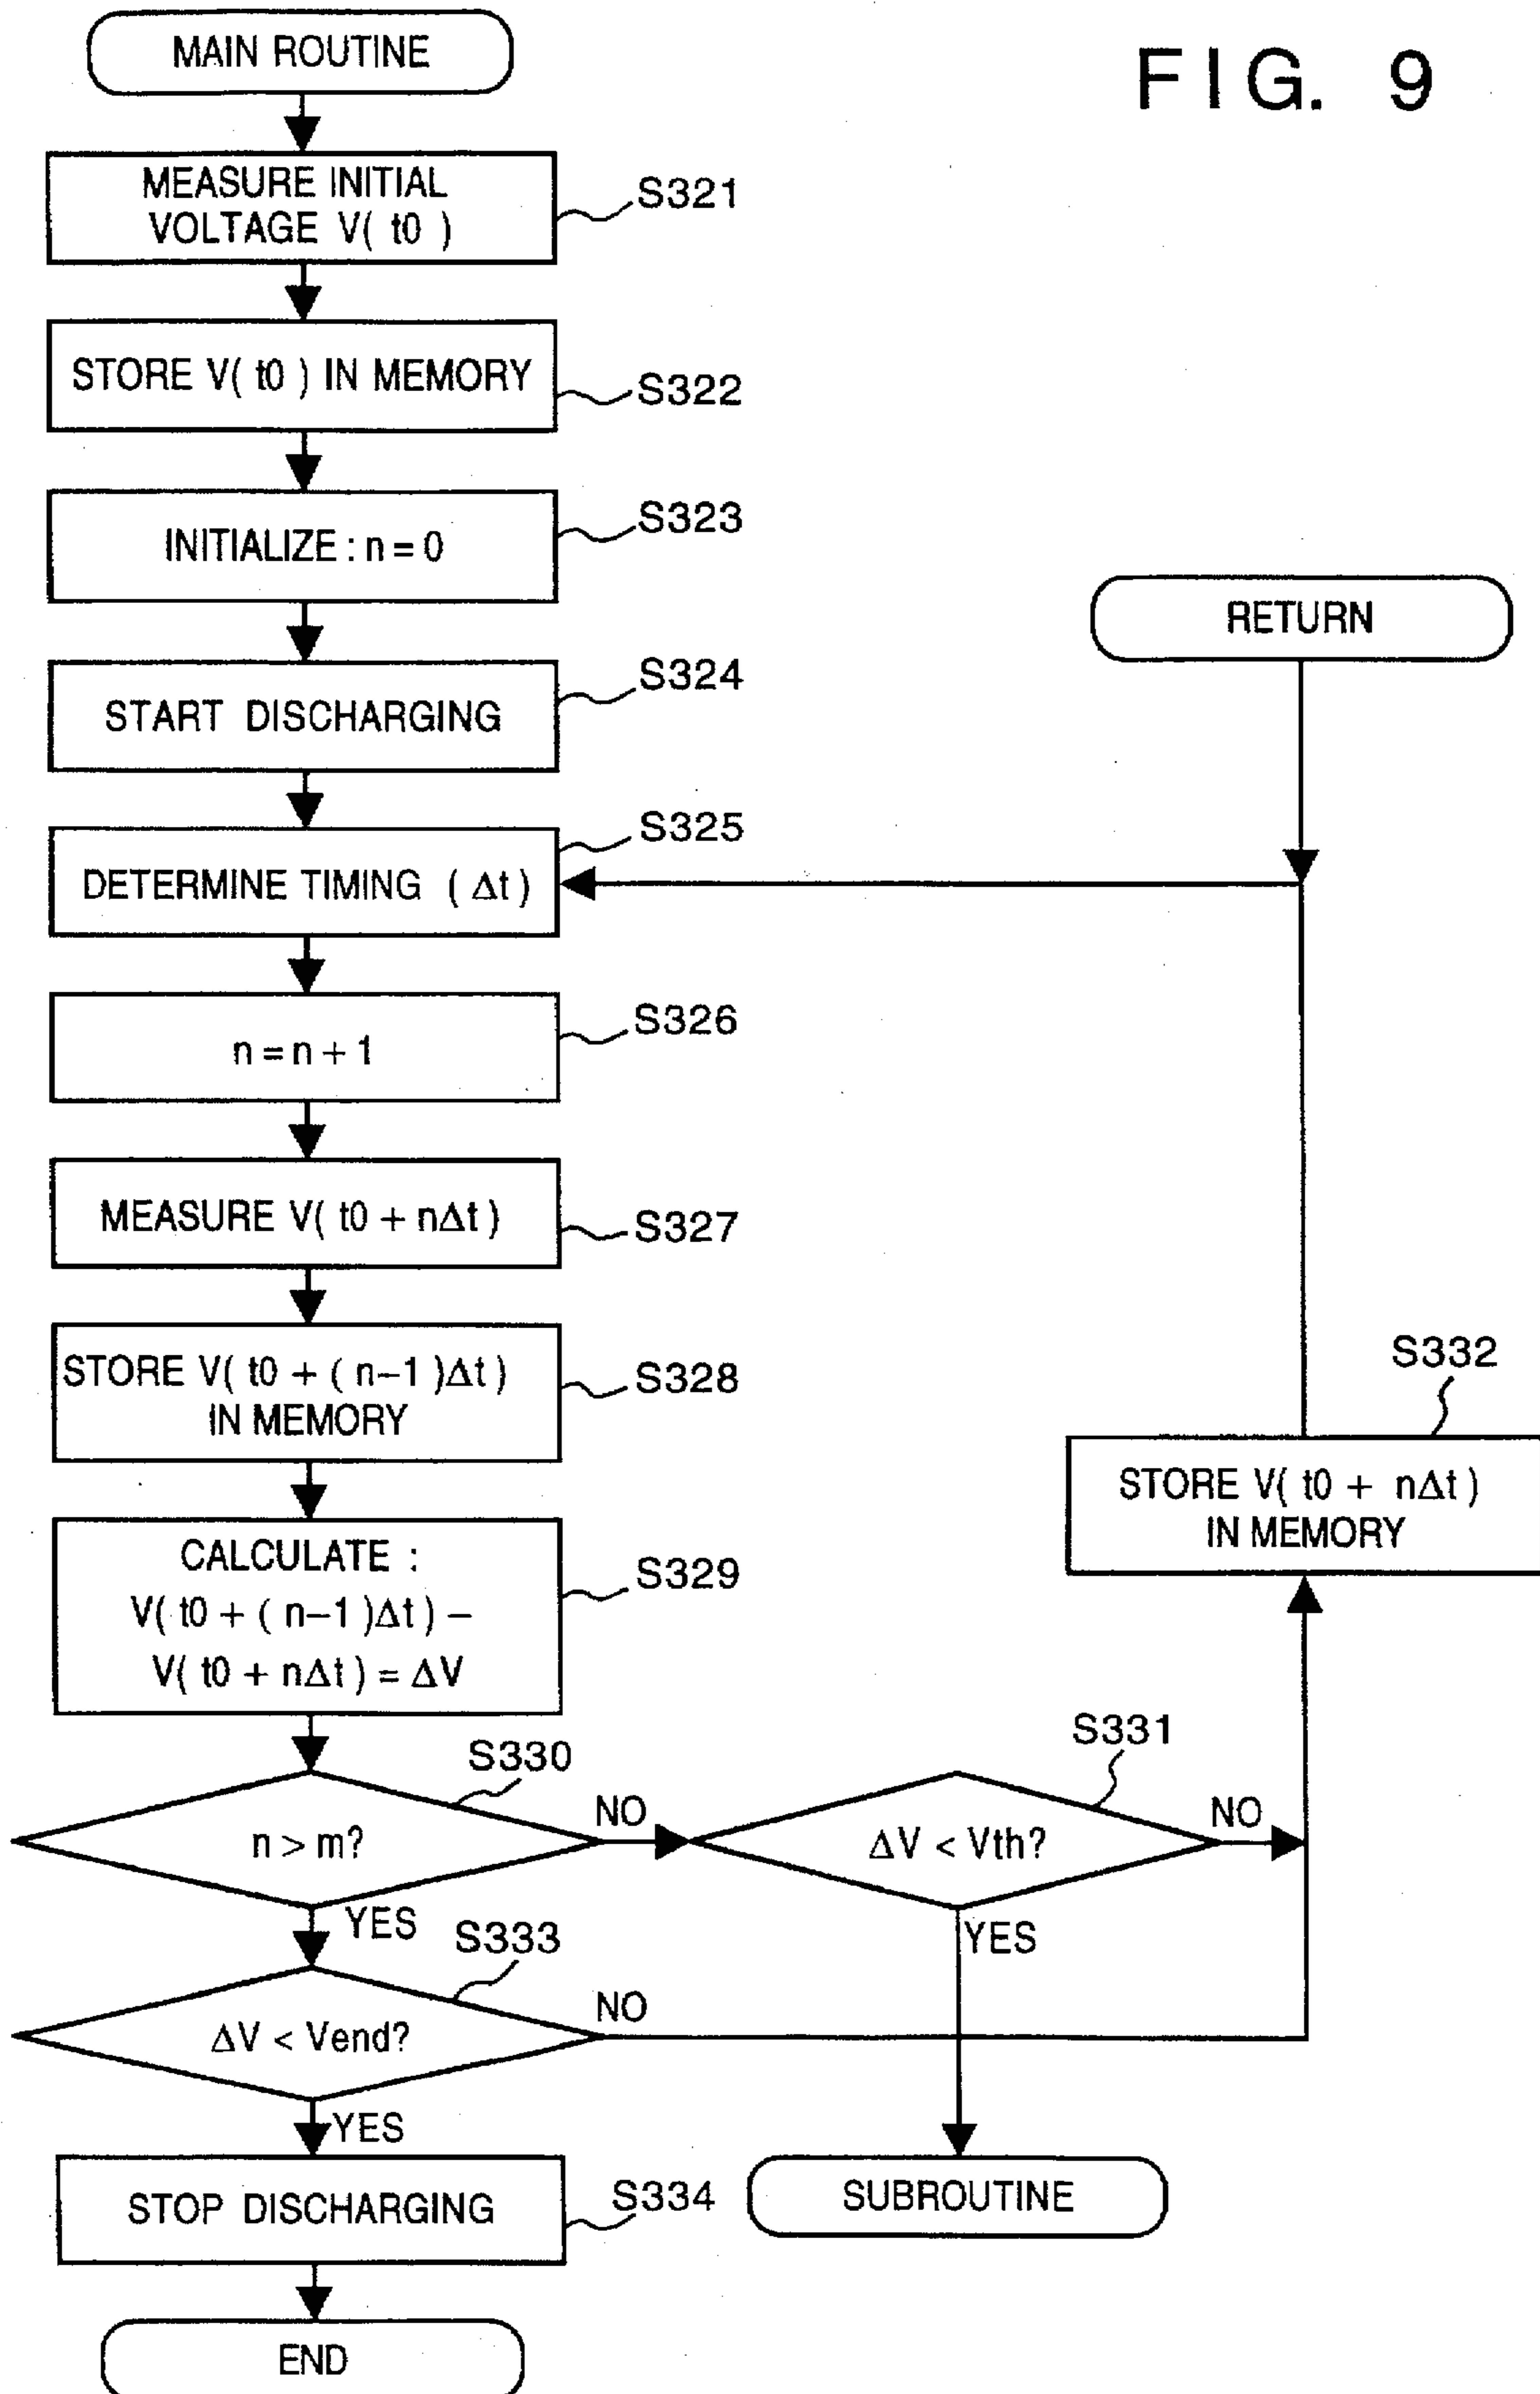 FIG. 9
MAIN ROUTINE
MEASURE INITIAL
VOLTAGE V( t0 )
S321
STORE V( t0 ) IN MEMORY
S322
INITIALIZE : n = 0
S323
START DISCHARGING
S324
RETURN
DETERMINE TIMING ( Δt )
S325
n = n + 1
S326
MEASURE V( t0 + nΔt )
S327
STORE V( t0 + ( n-1 )Δt )
IN MEMORY
S328
S332
STORE V( t0 + nΔt )
IN MEMORY
CALCULATE :
V( t0 + ( n-1 )Δt ) -
V( t0 + nΔt ) = ΔV
S329
S330
n > m?
NO
YES
S331
ΔV < Vth?
NO
YES
S333
ΔV < Vend?
NO
YES
STOP DISCHARGING
S334
SUBROUTINE
END